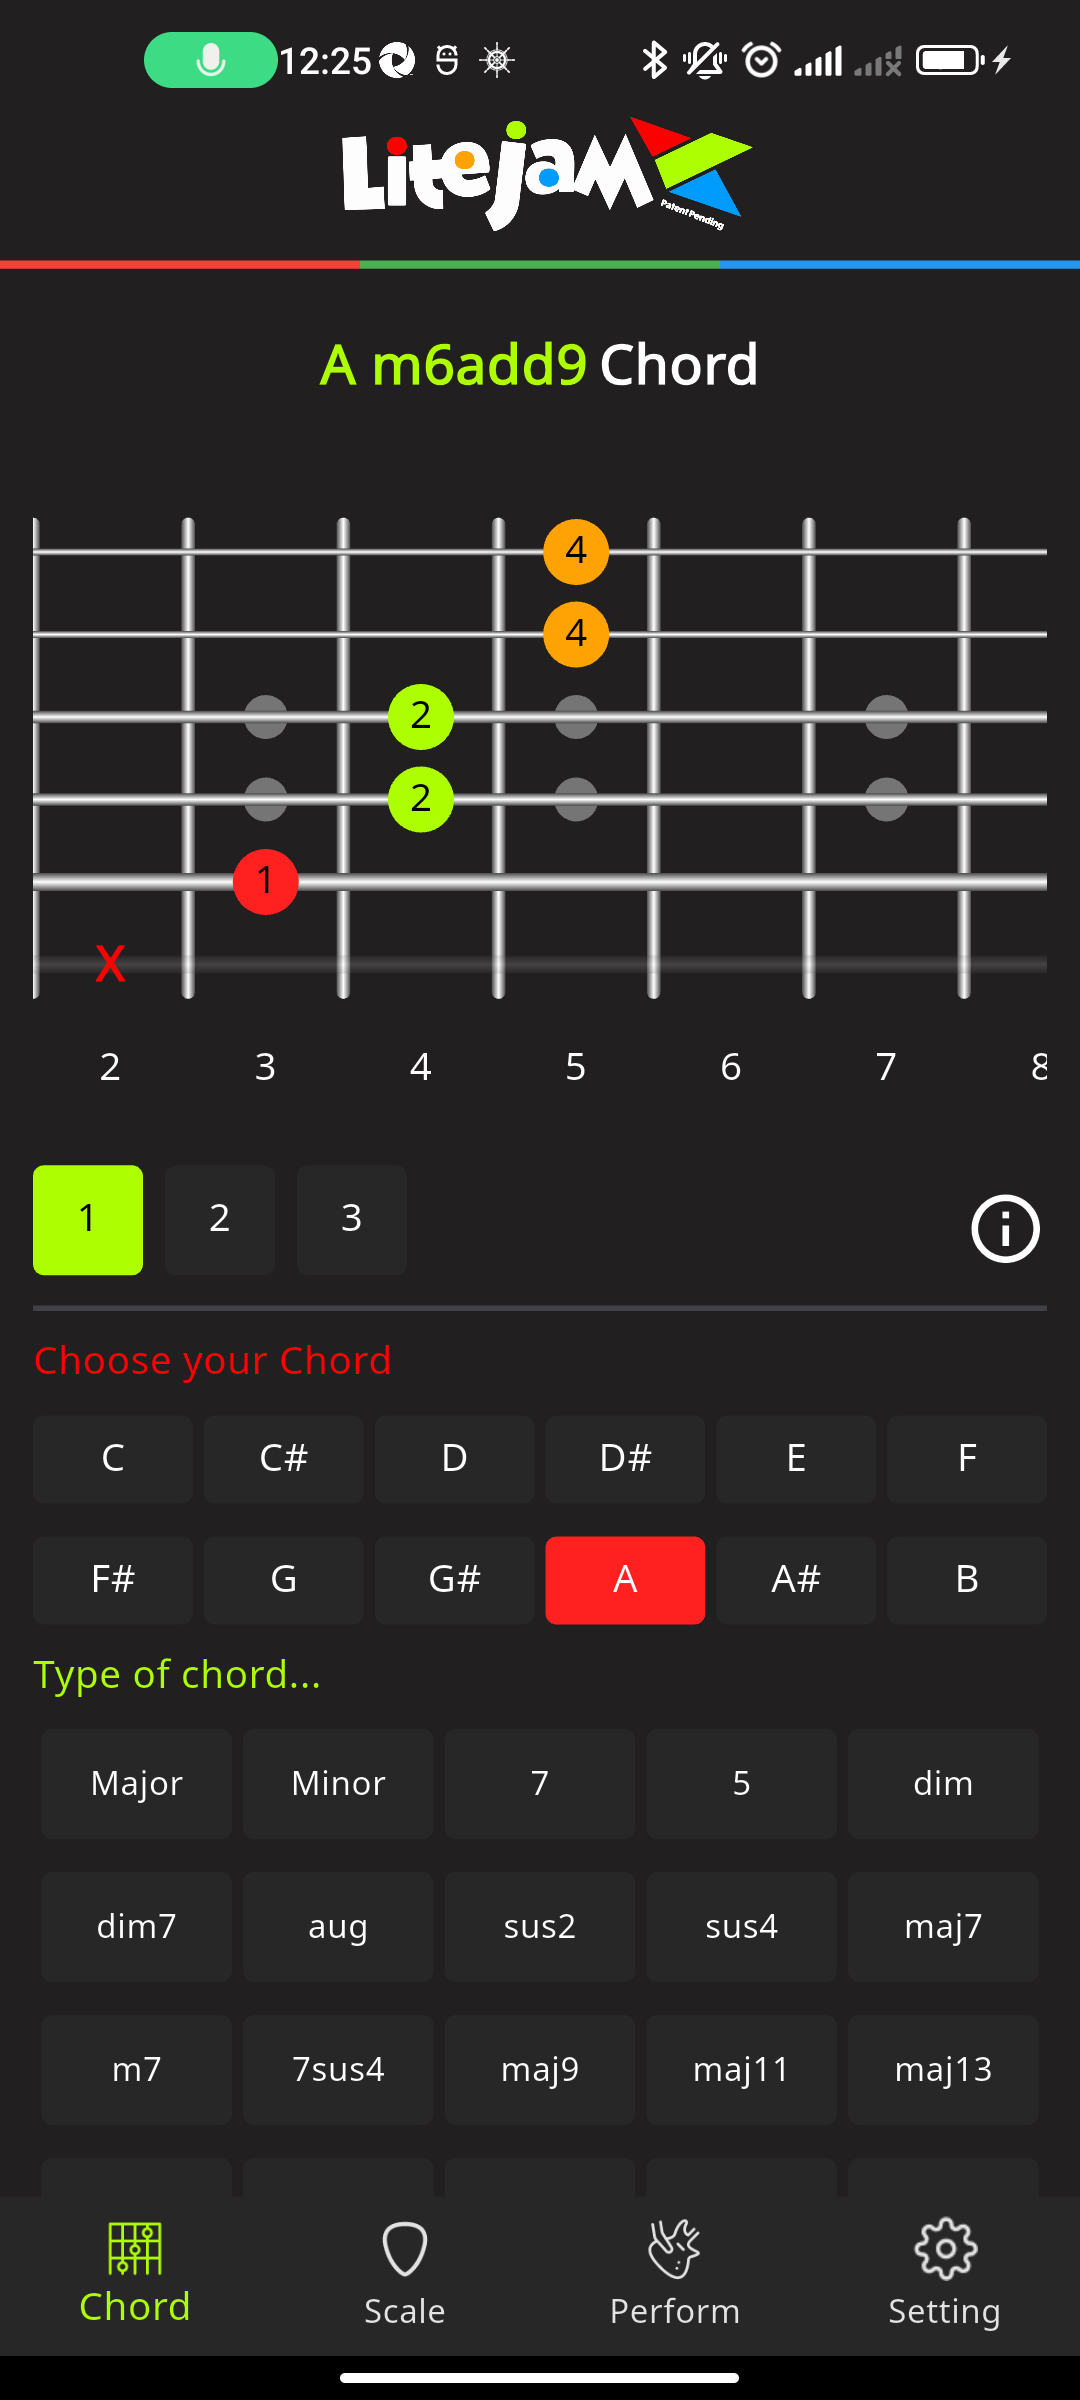 12:25
Litejam
Patent Pending
A m6add9 Chord
4
4
2
2
1
X
2 3 4 5 6 7 8
1 2 3
Choose your Chord
C C# D D# E F
F# G G# A A# B
Type of chord...
Major Minor 7 5 dim
dim7 aug sus2 sus4 maj7
m7 7sus4 maj9 maj11 maj13
Chord Scale Perform Setting